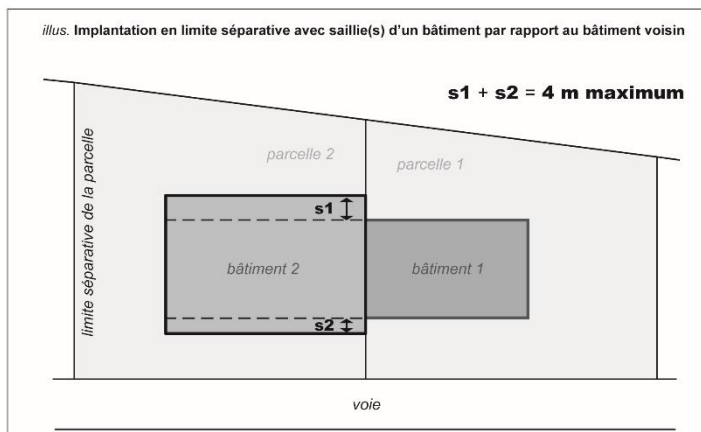 illus. Implantation en limite séparative avec saillie(s) d'un bâtiment par rapport au bâtiment voisin
s1 + s2 = 4 m maximum
parcelle 2
parcelle 1
limite séparative de la parcelle
s1
bâtiment 2
bâtiment 1
s2
voie